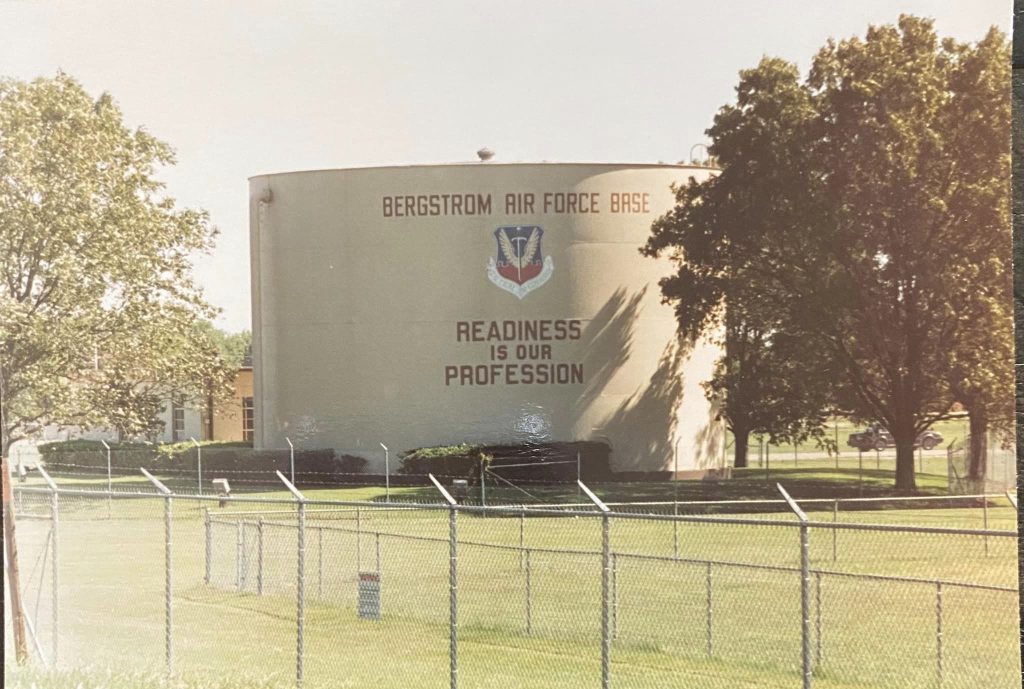 BERGSTROM AIR FORCE BASE
READINESS
IS OUR
PROFESSION